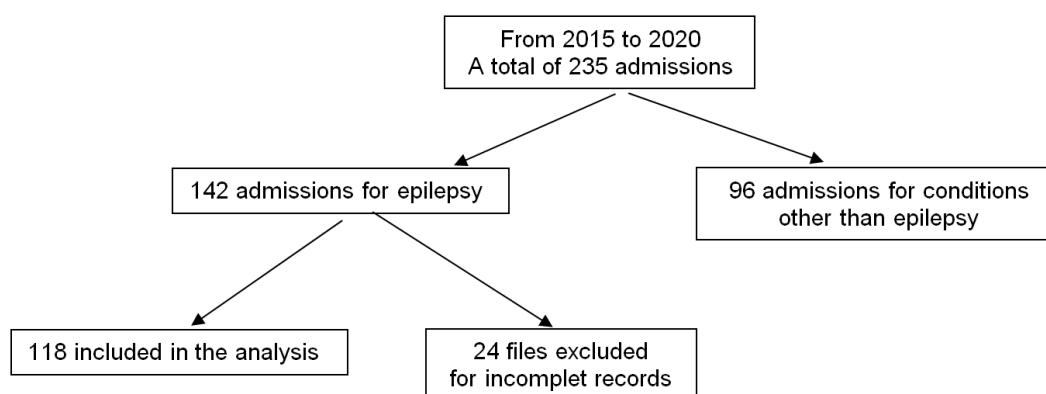 From 2015 to 2020
A total of 235 admissions
142 admissions for epilepsy
96 admissions for conditions
other than epilepsy
118 included in the analysis
24 files excluded
for incomplet records